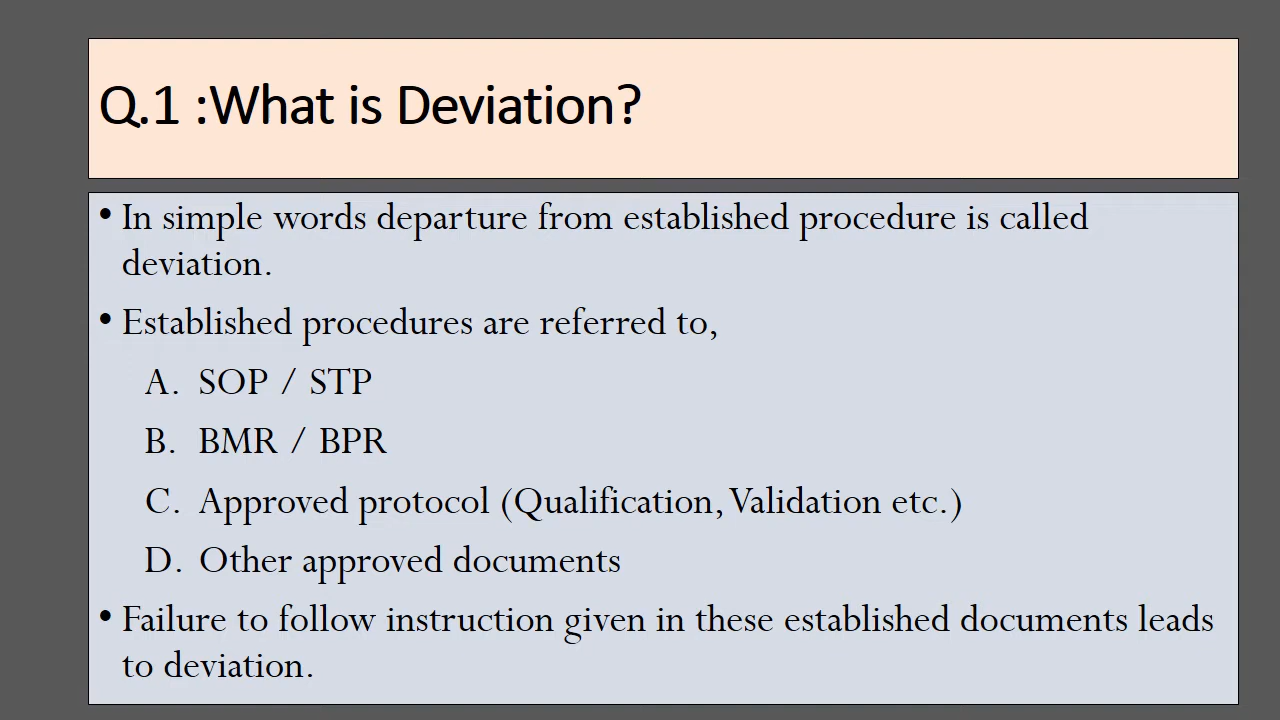 Q.1 :What is Deviation?
• In simple words departure from established procedure is called
deviation.
• Established procedures are referred to,
A. SOP / STP
B. BMR / BPR
C. Approved protocol (Qualification, Validation etc.)
D. Other approved documents
• Failure to follow instruction given in these established documents leads
to deviation.